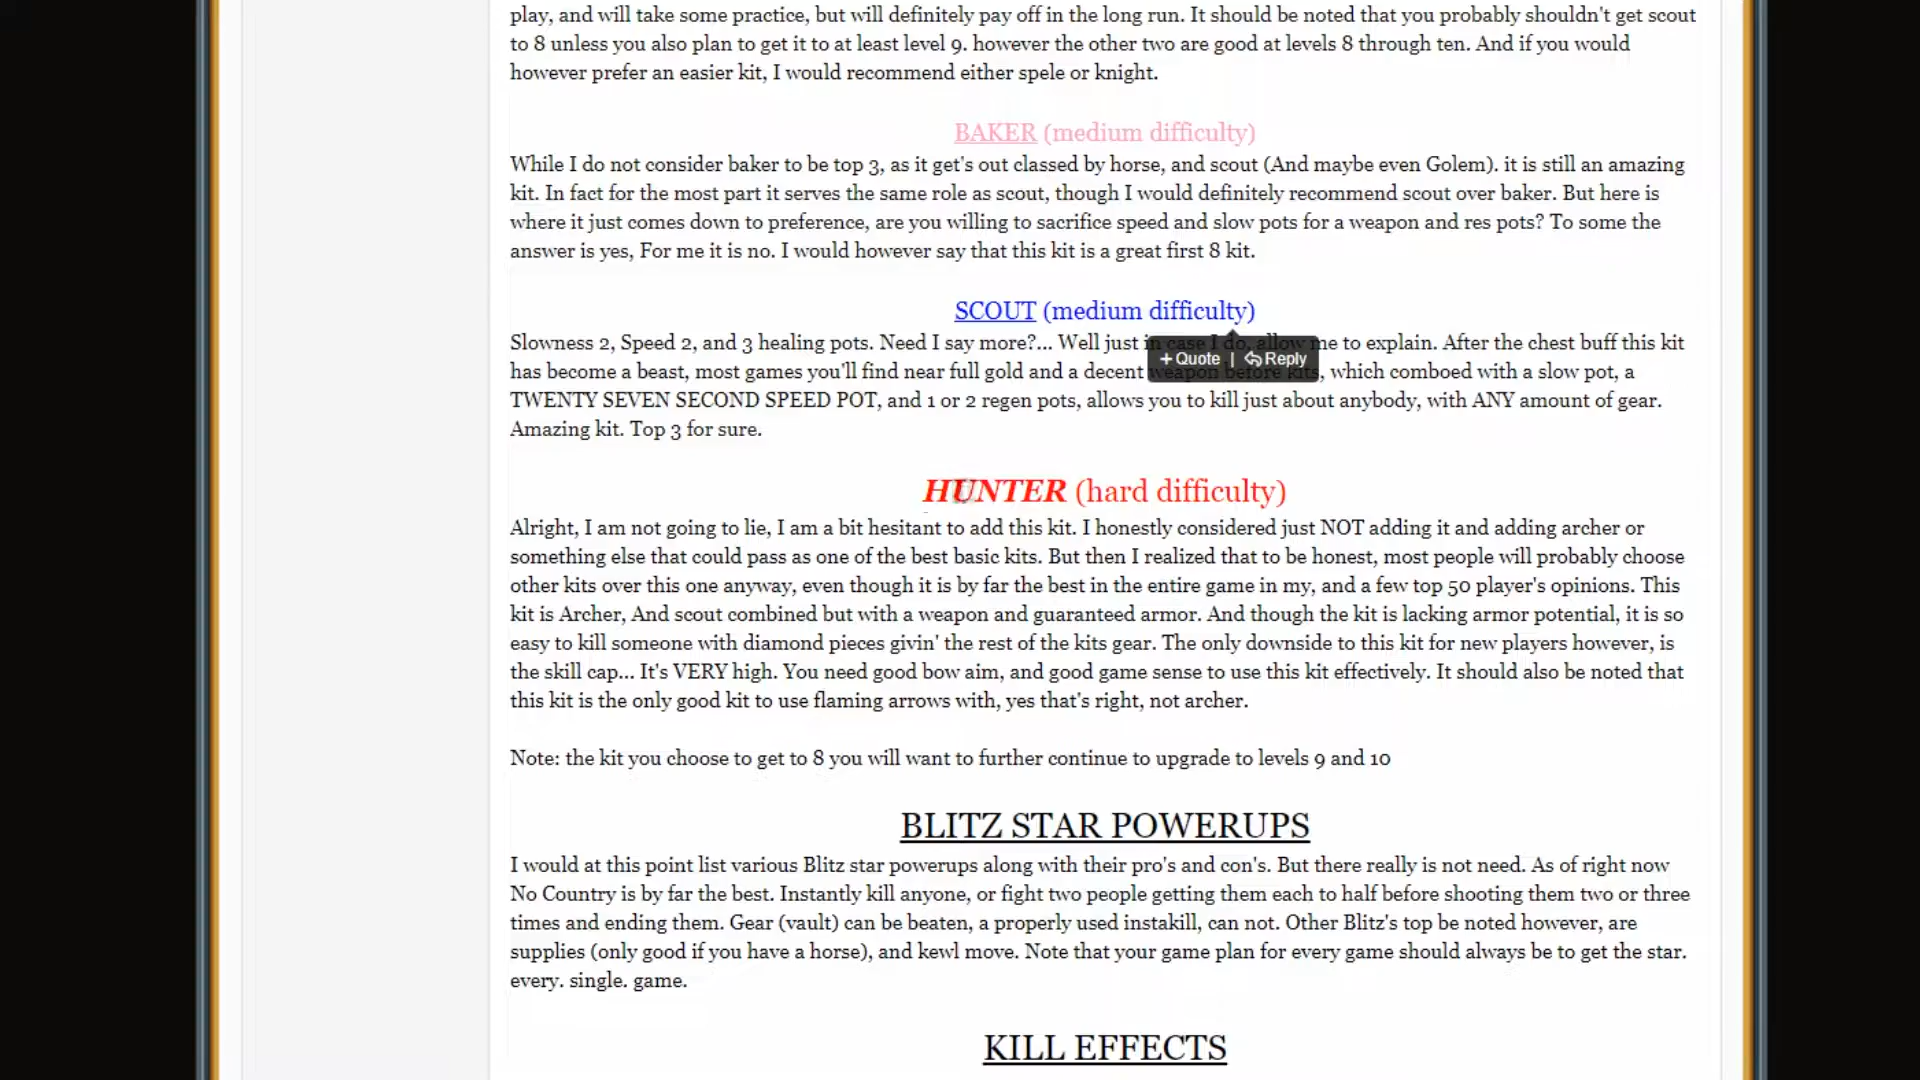 play, and will take some practice, but will definitely pay off in the long run. It should be noted that you probably shouldn't get scout
to 8 unless you also plan to get it to at least level 9. however the other two are good at levels 8 through ten. And if you would
however prefer an easier kit, I would recommend either spele or knight.
BAKER (medium difficulty)
While I do not consider baker to be top 3, as it get's out classed by horse, and scout (And maybe even Golem). it is still an amazing
kit. In fact for the most part it serves the same role as scout, though I would definitely recommend scout over baker. But here is
where it just comes down to preference, are you willing to sacrifice speed and slow pots for a weapon and res pots? To some the
answer is yes, For me it is no. I would however say that this kit is a great first 8 kit.
SCOUT (medium difficulty)
Slowness 2, Speed 2, and 3 healing pots. Need I say more?... Well just in case I do, allow me to explain. After the chest buff this kit
+ Quote | Reply
has become a beast, most games you'll find near full gold and a decent weapon before kits, which comboed with a slow pot, a
TWENTY SEVEN SECOND SPEED POT, and 1 or 2 regen pots, allows you to kill just about anybody, with ANY amount of gear.
Amazing kit. Top 3 for sure.
HUNTER (hard difficulty)
Alright, I am not going to lie, I am a bit hesitant to add this kit. I honestly considered just NOT adding it and adding archer or
something else that could pass as one of the best basic kits. But then I realized that to be honest, most people will probably choose
other kits over this one anyway, even though it is by far the best in the entire game in my, and a few top 50 player's opinions. This
kit is Archer, And scout combined but with a weapon and guaranteed armor. And though the kit is lacking armor potential, it is so
easy to kill someone with diamond pieces givin' the rest of the kits gear. The only downside to this kit for new players however, is
the skill cap... It's VERY high. You need good bow aim, and good game sense to use this kit effectively. It should also be noted that
this kit is the only good kit to use flaming arrows with, yes that's right, not archer.
Note: the kit you choose to get to 8 you will want to further continue to upgrade to levels 9 and 10
BLITZ STAR POWERUPS
I would at this point list various Blitz star powerups along with their pro's and con's. But there really is not need. As of right now
No Country is by far the best. Instantly kill anyone, or fight two people getting them each to half before shooting them two or three
times and ending them. Gear (vault) can be beaten, a properly used instakill, can not. Other Blitz's top be noted however, are
supplies (only good if you have a horse), and kewl move. Note that your game plan for every game should always be to get the star.
every. single. game.
KILL EFFECTS